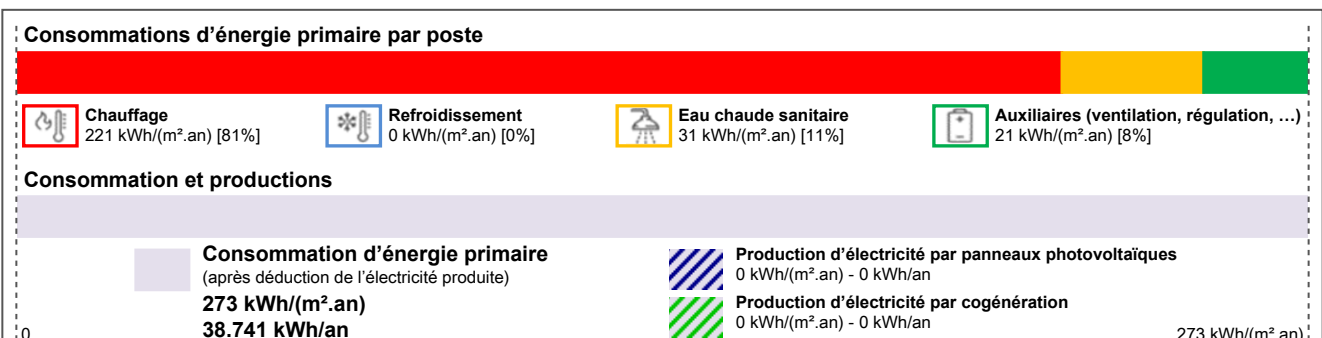 Consommations d’énergie primaire par poste
Chauffage
221 kWh/(m².an) [81%]
Refroidissement
0 kWh/(m².an) [0%]
Eau chaude sanitaire
31 kWh/(m².an) [11%]
Auxiliaires (ventilation, régulation, …)
21 kWh/(m².an) [8%]
Consommation et productions
Consommation d’énergie primaire
(après déduction de l’électricité produite)
273 kWh/(m².an)
38.741 kWh/an
Production d’électricité par panneaux photovoltaïques
0 kWh/(m².an) - 0 kWh/an
Production d’électricité par cogénération
0 kWh/(m².an) - 0 kWh/an
0
273 kWh/(m².an)